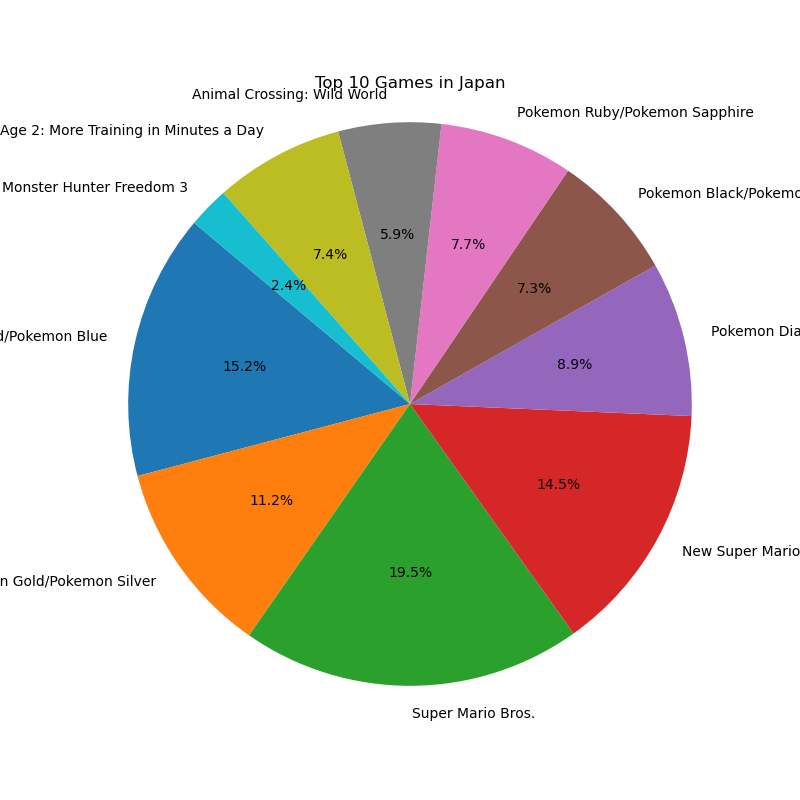 Top 10 Games in Japan
Animal Crossing: Wild World
Pokemon Ruby/Pokemon Sapphire
Age 2: More Training in Minutes a Day
Monster Hunter Freedom 3
Pokemon Black/Pokemo
5.9%
7.7%
7.4%
2.4%
7.3%
d/Pokemon Blue
Pokemon Dia
15.2%
8.9%
14.5%
11.2%
New Super Mario
19.5%
n Gold/Pokemon Silver
Super Mario Bros.